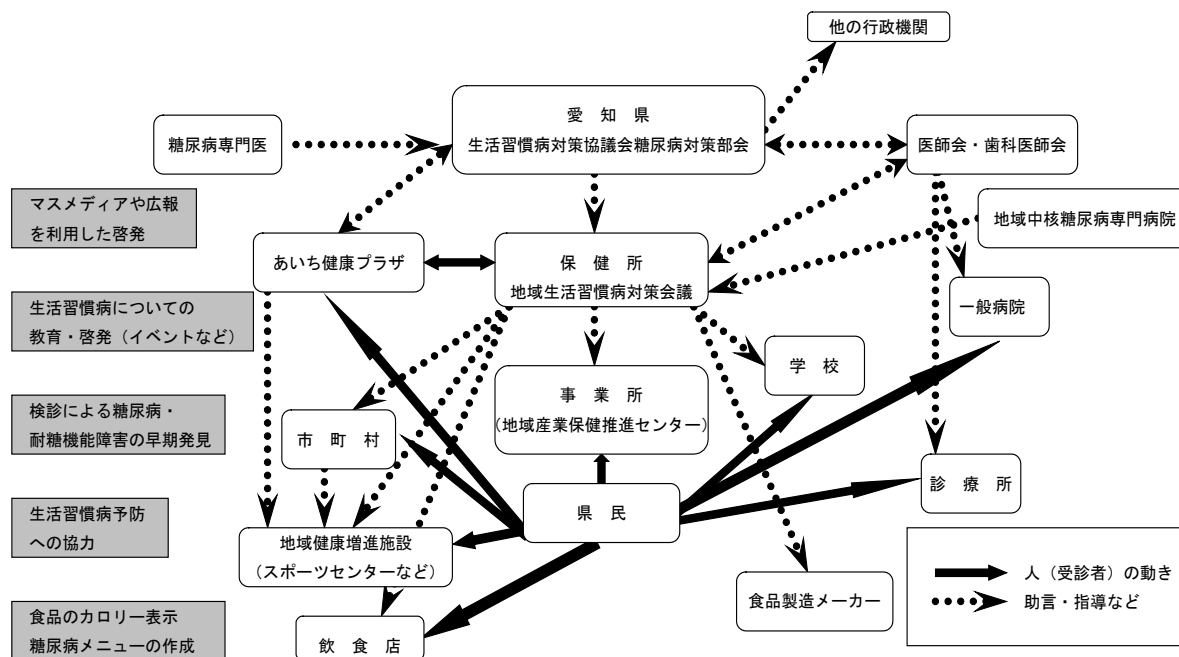 他の行政機関
愛 知 県
生活習慣病対策協議会糖尿病対策部会
糖尿病専門医
医師会・歯科医師会
マスメディアや広報
を利用した啓発
地域中核糖尿病専門病院
あいち健康プラザ
保 健 所
地域生活習慣病対策会議
一般病院
生活習慣病についての
教育・啓発（イベントなど）
学 校
事 業 所
(地域産業保健推進センター)
検診による糖尿病・
耐糖機能障害の早期発見
市 町 村
診 療 所
県 民
生活習慣病予防
への協力
地域健康増進施設
(スポーツセンターなど)
食品製造メーカー
人（受診者）の動き
助言・指導など
食品のカロリー表示
糖尿病メニューの作成
飲 食 店